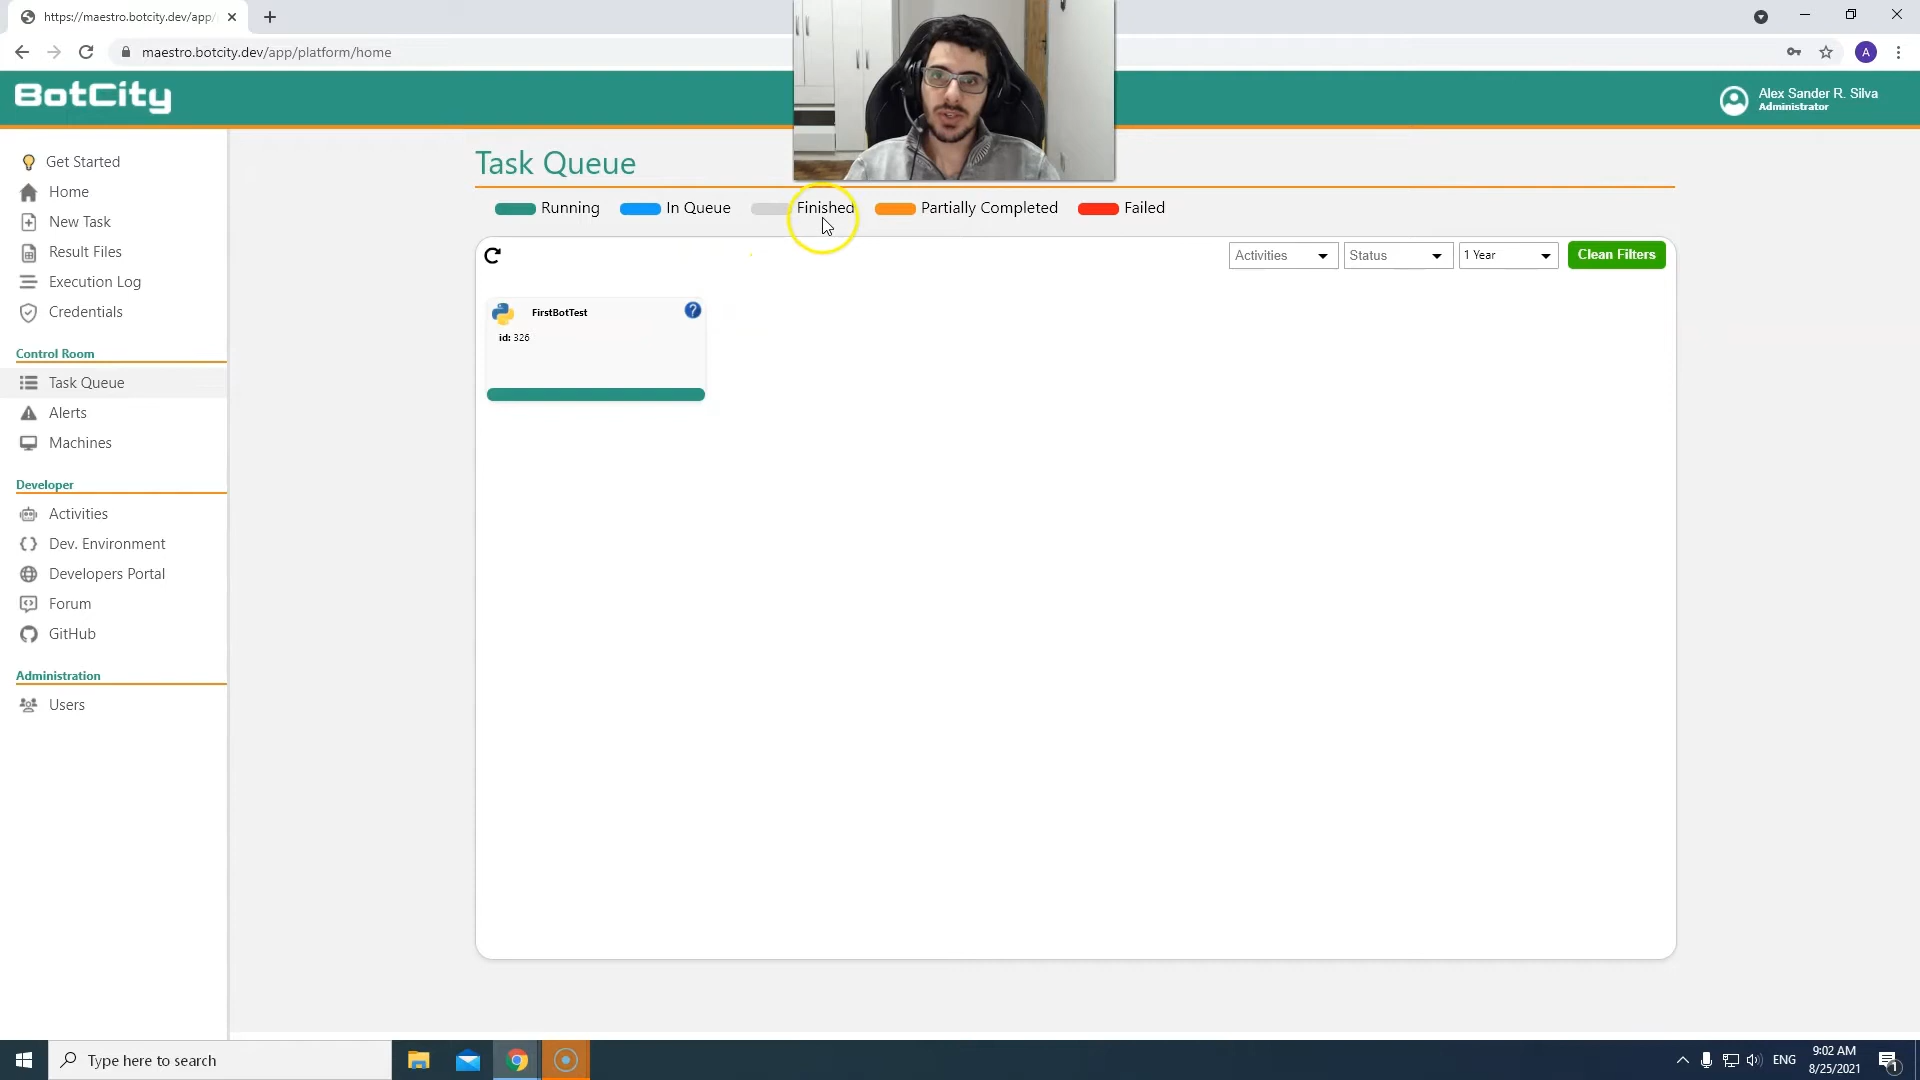 https://maestro.botcity.dev/app/
maestro.botcity.dev/app/platform/home
A
BotCity
Alex Sander R. Silva
Administrator
Get Started
Home
New Task
Result Files
Execution Log
Credentials
Control Room
Task Queue
Alerts
Machines
Developer
Activities
Dev. Environment
Developers Portal
Forum
GitHub
Administration
Users
Task Queue
Running In Queue Finished Partially Completed Failed
Activities Status 1 Year Clean Filters
FirstBotTest ?
id: 326
Type here to search
ENG
9:02 AM
8/25/2021
1